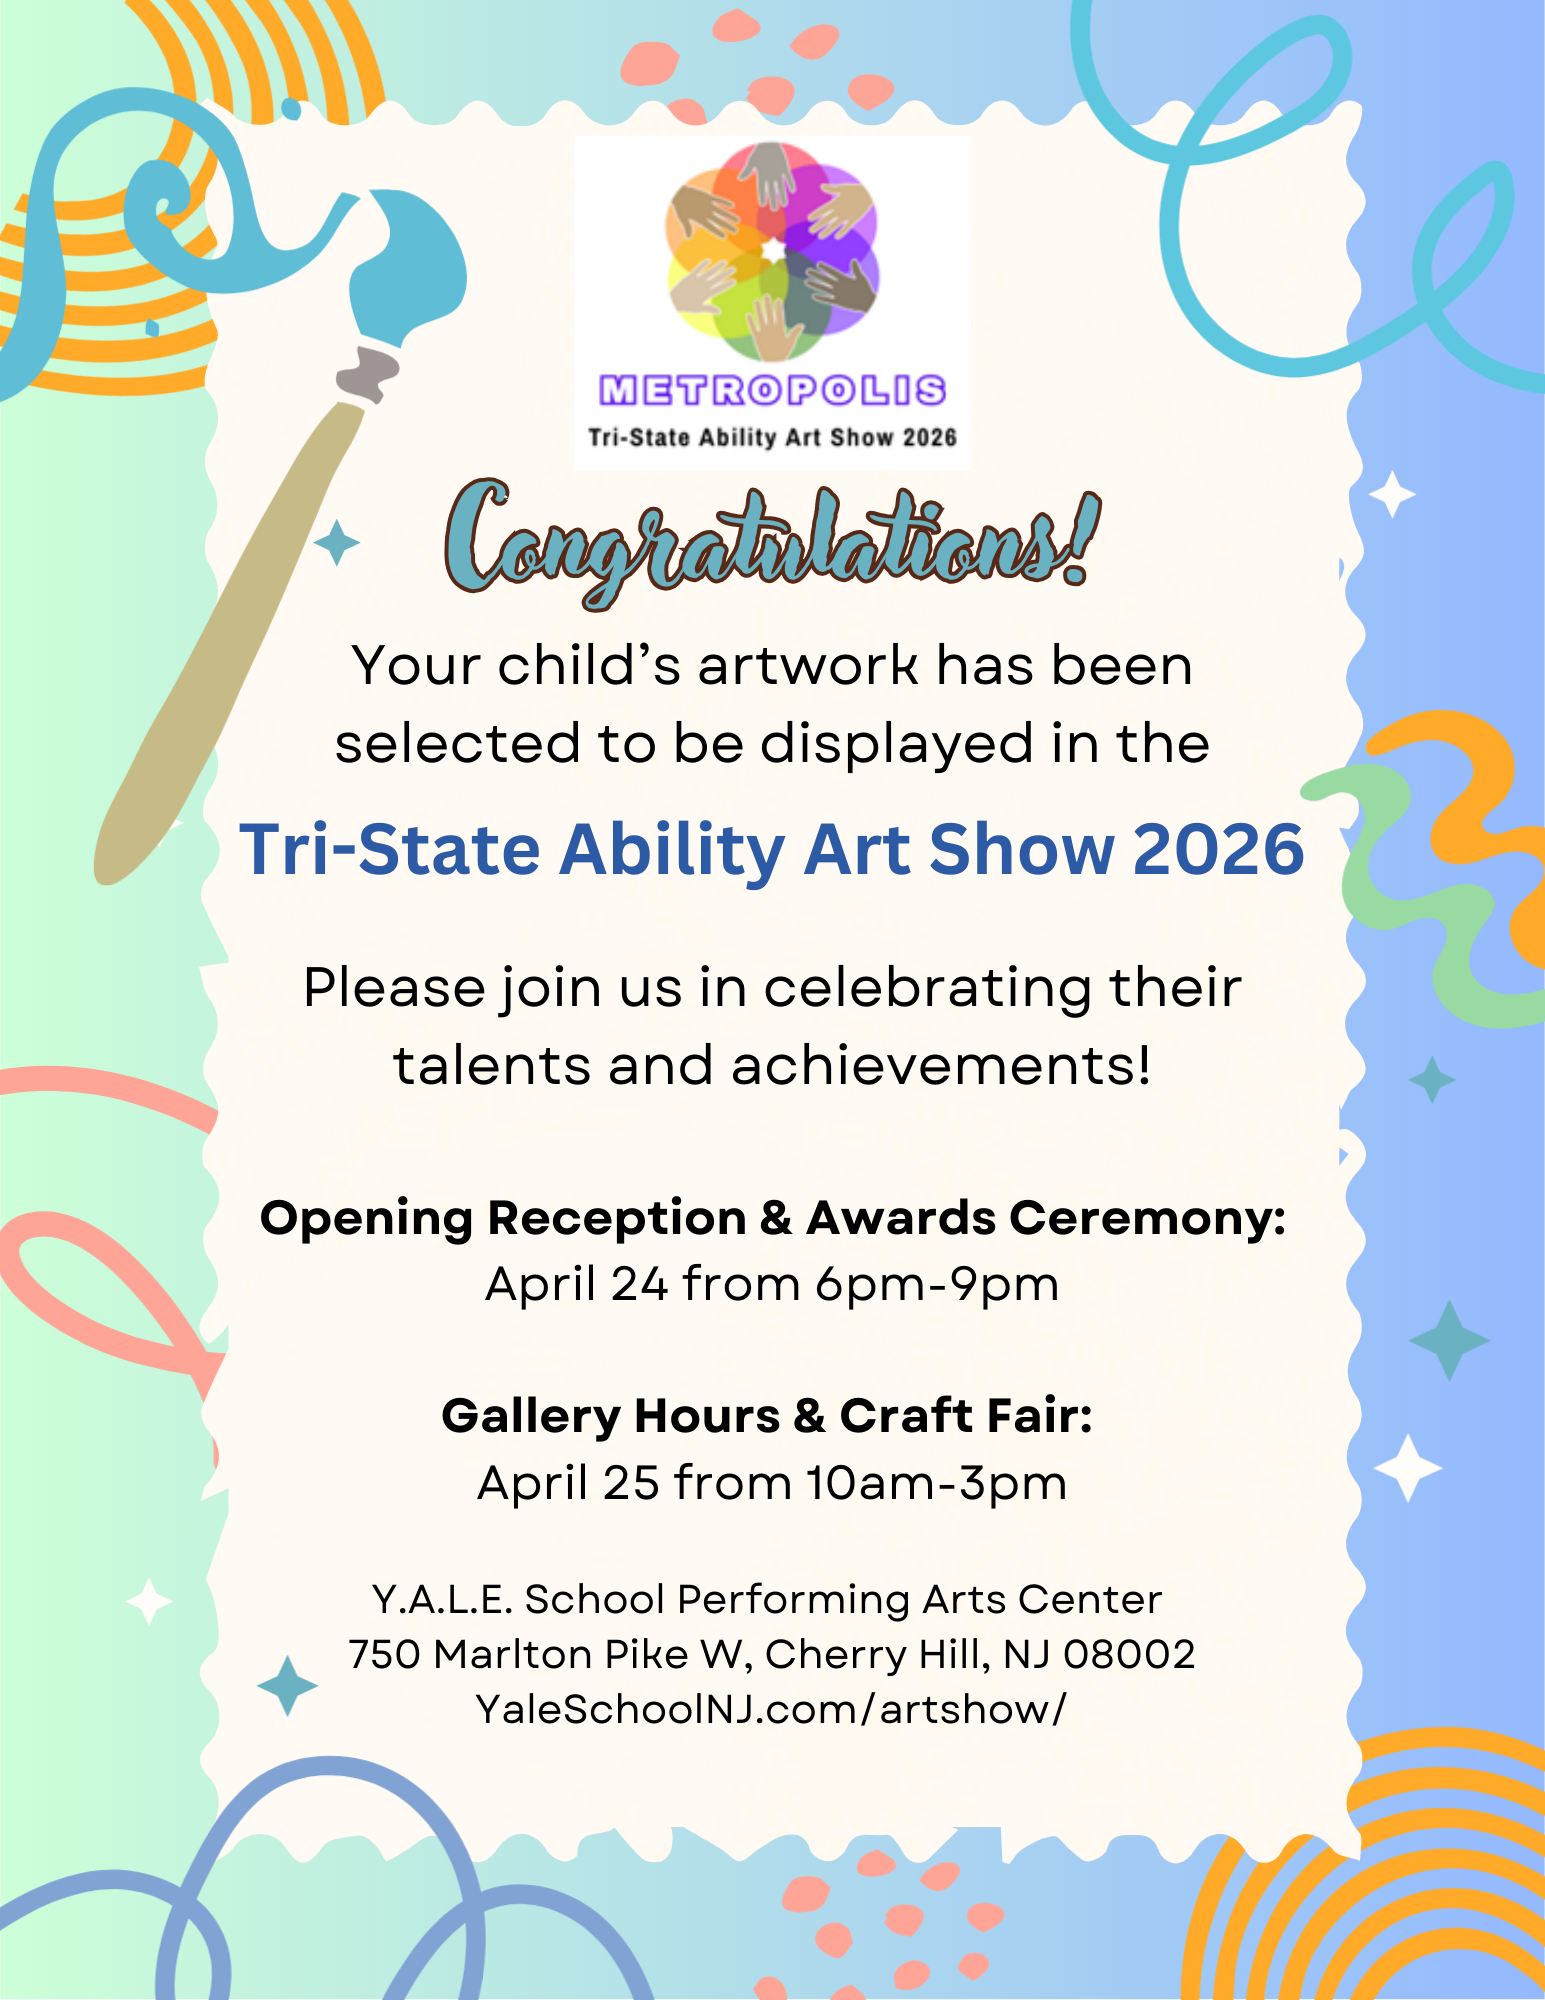 METROPOLIS
Tri-State Ability Art Show 2026
Congratulations!
Your child’s artwork has been
selected to be displayed in the
Tri-State Ability Art Show 2026
Please join us in celebrating their
talents and achievements!
Opening Reception & Awards Ceremony:
April 24 from 6pm-9pm
Gallery Hours & Craft Fair:
April 25 from 10am-3pm
Y.A.L.E. School Performing Arts Center
750 Marlton Pike W, Cherry Hill, NJ 08002
YaleSchoolNJ.com/artshow/